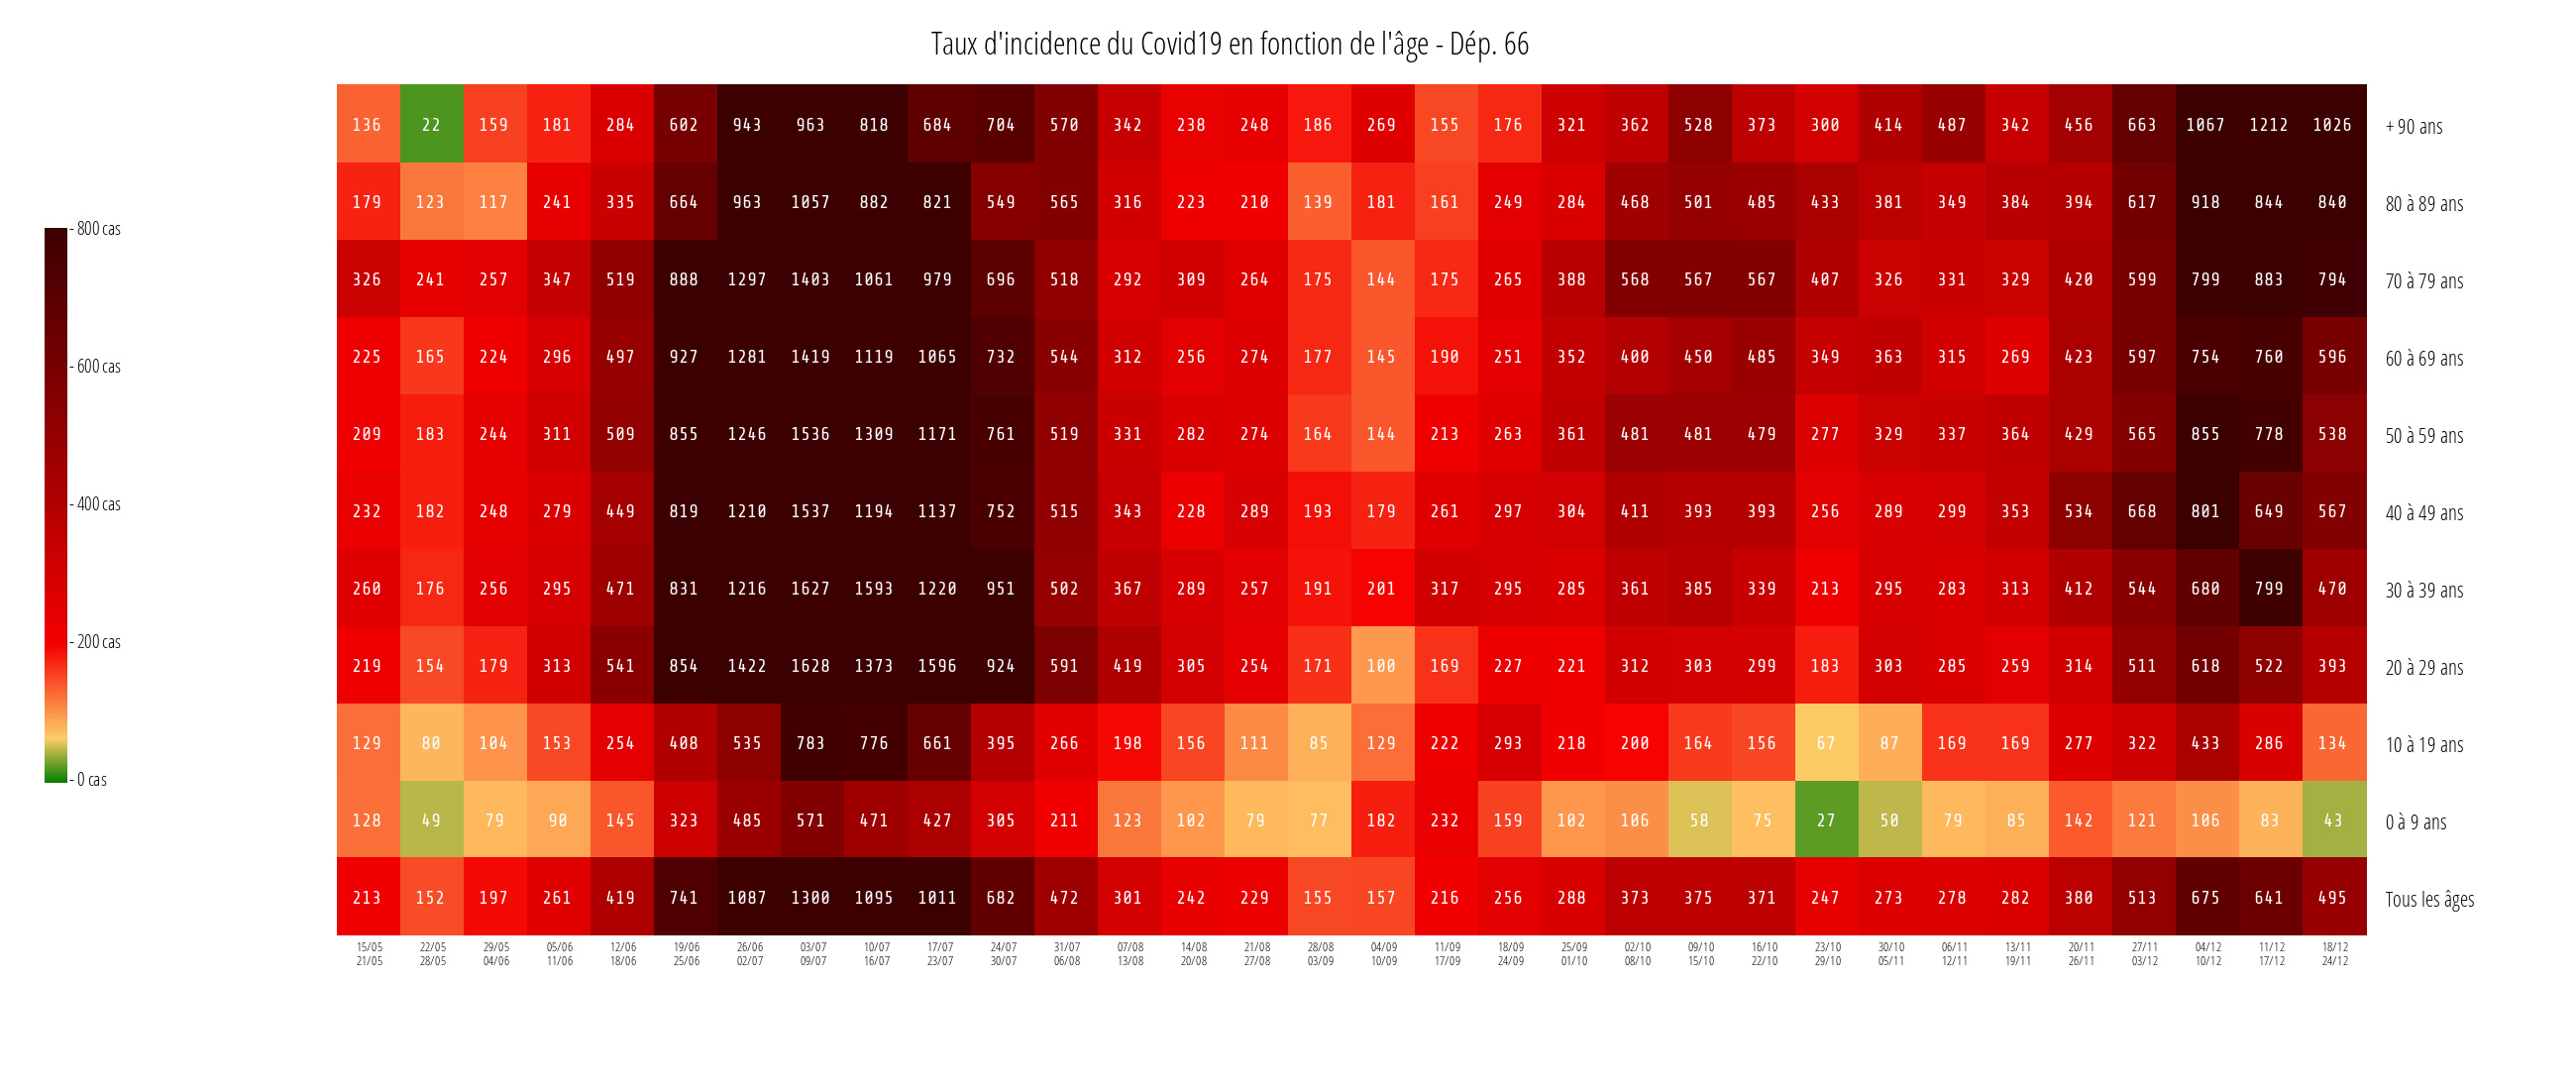 Taux d'incidence du Covid19 en fonction de l'âge - Dép. 66
- 800 cas
- 600 cas
- 400 cas
- 200 cas
- 0 cas
136 22 159 181 284 602 943 963 818 684 704 570 342 238 248 186 269 155 176 321 362 528 373 300 414 487 342 456 663 1067 1212 1026 + 90 ans
179 123 117 241 335 664 963 1057 882 821 549 565 316 223 210 139 181 161 249 284 468 501 485 433 381 349 384 394 617 918 844 840 80 à 89 ans
326 241 257 347 519 888 1297 1403 1061 979 696 518 292 309 264 175 144 175 265 388 568 567 567 407 326 331 329 420 599 799 883 794 70 à 79 ans
225 165 224 296 497 927 1281 1419 1119 1065 732 544 312 256 274 177 145 190 251 352 400 450 485 349 363 315 269 423 597 754 760 596 60 à 69 ans
209 183 244 311 509 855 1246 1536 1309 1171 761 519 331 282 274 164 144 213 263 361 481 481 479 277 329 337 364 429 565 855 778 538 50 à 59 ans
232 182 248 279 449 819 1210 1537 1194 1137 752 515 343 228 289 193 179 261 297 304 411 393 393 256 289 299 353 534 668 801 649 567 40 à 49 ans
260 176 256 295 471 831 1216 1627 1593 1220 951 502 367 289 257 191 201 317 295 285 361 385 339 213 295 283 313 412 544 680 799 470 30 à 39 ans
219 154 179 313 541 854 1422 1628 1373 1596 924 591 419 305 254 171 100 169 227 221 312 303 299 183 303 285 259 314 511 618 522 393 20 à 29 ans
129 80 104 153 254 408 535 783 776 661 395 266 198 156 111 85 129 222 293 218 200 164 156 67 87 169 169 277 322 433 286 134 10 à 19 ans
128 49 79 90 145 323 485 571 471 427 305 211 123 102 79 77 182 232 159 102 106 58 75 27 50 79 85 142 121 106 83 43 0 à 9 ans
213 152 197 261 419 741 1087 1300 1095 1011 682 472 301 242 229 155 157 216 256 288 373 375 371 247 273 278 282 380 513 675 641 495 Tous les âges
15/05 22/05 29/05 05/06 12/06 19/06 26/06 03/07 10/07 17/07 24/07 31/07 07/08 14/08 21/08 28/08 04/09 11/09 18/09 25/09 02/10 09/10 16/10 23/10 30/10 06/11 13/11 20/11 27/11 04/12 11/12 18/12
21/05 28/05 04/06 11/06 18/06 25/06 02/07 09/07 16/07 23/07 30/07 06/08 13/08 20/08 27/08 03/09 10/09 17/09 24/09 01/10 08/10 15/10 22/10 29/10 05/11 12/11 19/11 26/11 03/12 10/12 17/12 24/12